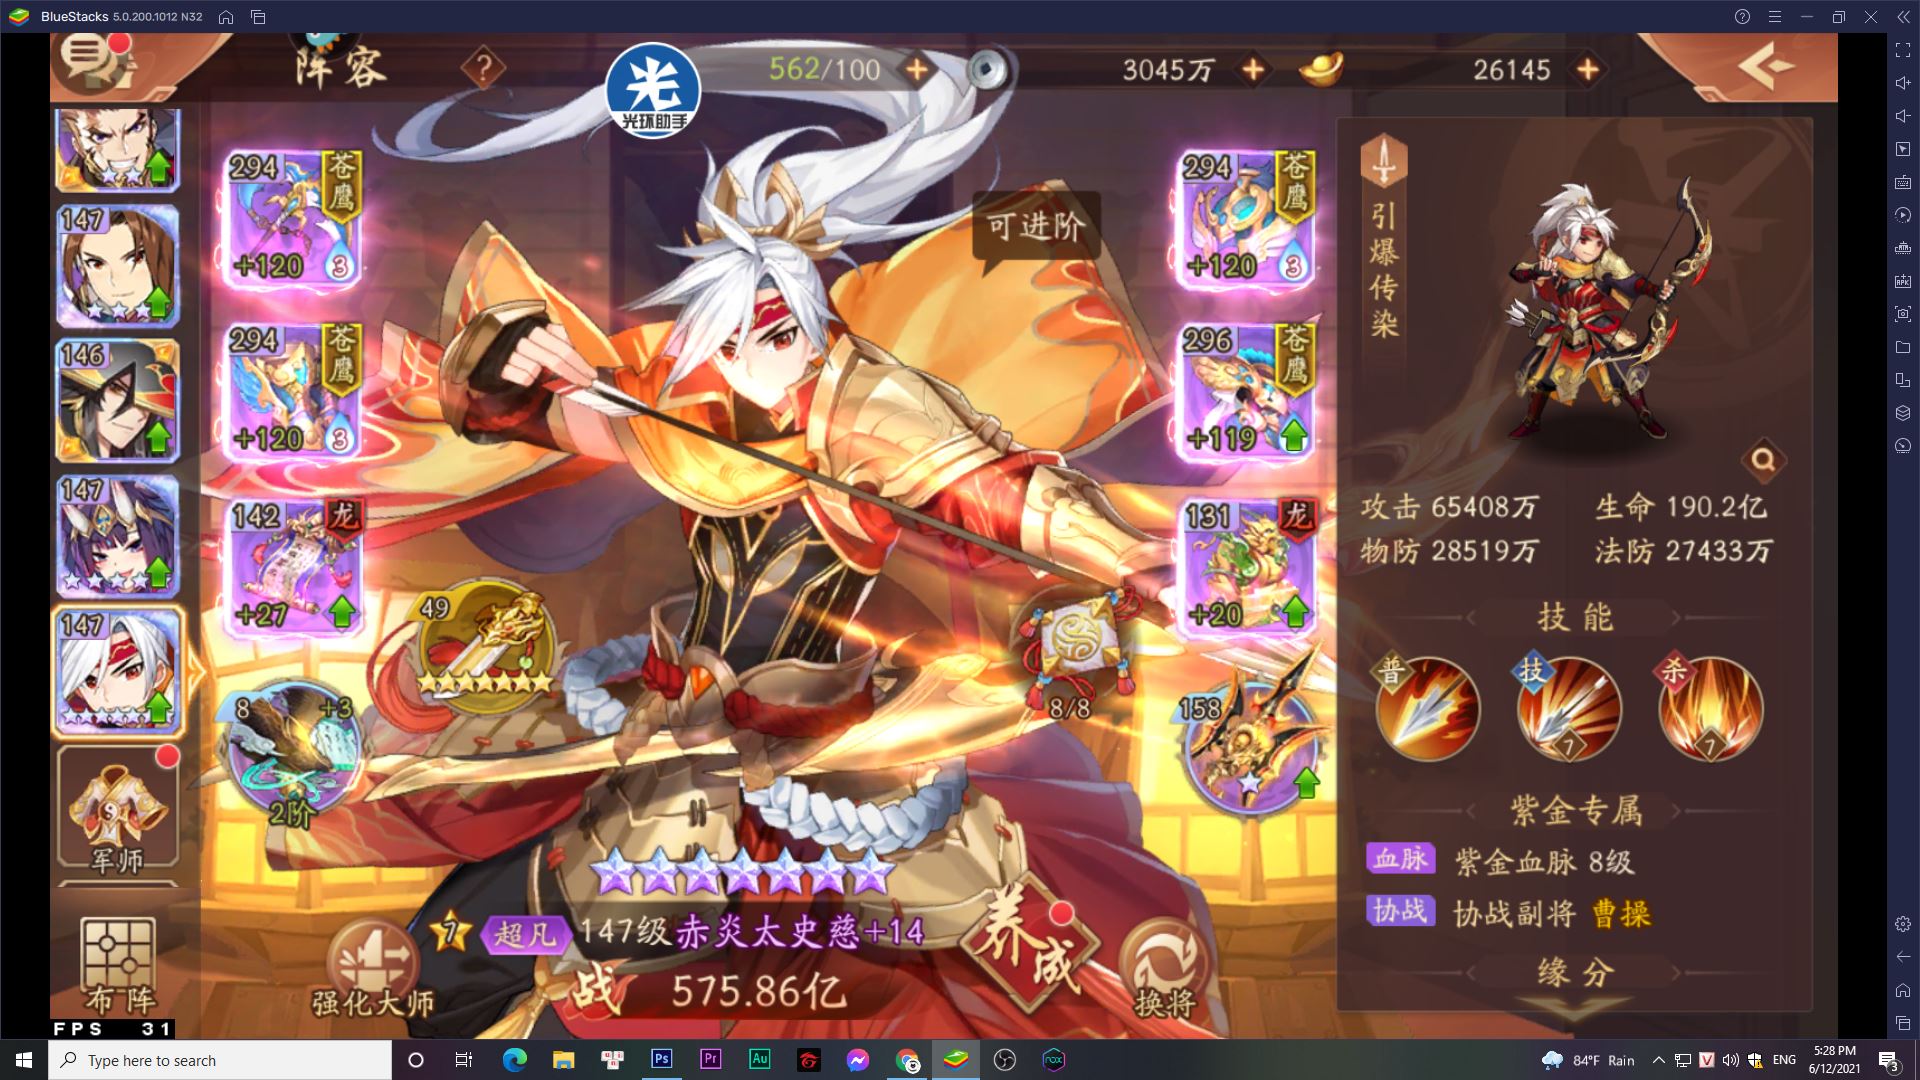 BlueStacks 5.0.200.1012 N32
阵容
?
光
光环助手
562/100
3045万
26145
294
苍鹰
+120
3
294
苍鹰
+120
3
142
龙
+27
294
苍鹰
+120
3
296
苍鹰
+119
131
龙
+20
可进阶
147
146
147
147
军师
布阵
FPS 31
49
8
+3
2阶
8/8
158
强化大师
7
超凡
147级赤炎太史慈+14
战 575.86亿
养成
换将
引爆传染
攻击 65408万
生命 190.2亿
物防 28519万
法防 27433万
技能
普
技
7
杀
7
紫金专属
血脉
紫金血脉 8级
协战
协战副将 曹操
缘分
Type here to search
Ps
Pr
Au
84°F Rain
V
ENG
5:28 PM
6/12/2021
3